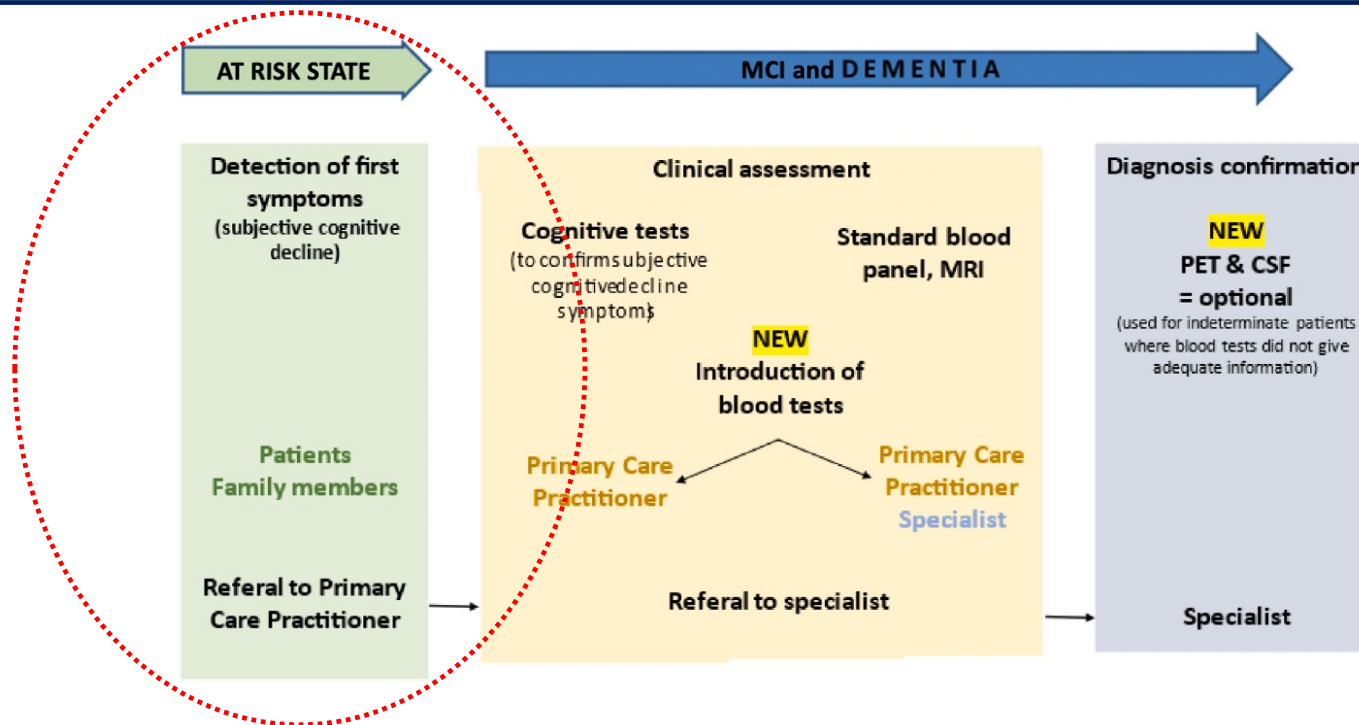 AT RISK STATE
MCI and D E M E N T I A
Detection of first
symptoms
(subjective cognitive
decline)
Patients
Family members
Referal to Primary
Care Practitioner
Clinical assessment
Cognitive tests
(to confirms subjective
cognitivedecline
symptoms)
Standard blood
panel, MRI
NEW
Introduction of
blood tests
Primary Care
Practitioner
Primary Care
Practitioner
Specialist
Referal to specialist
Diagnosis confirmation
NEW
PET & CSF
= optional
(used for indeterminate patients
where blood tests did not give
adequate information)
Specialist